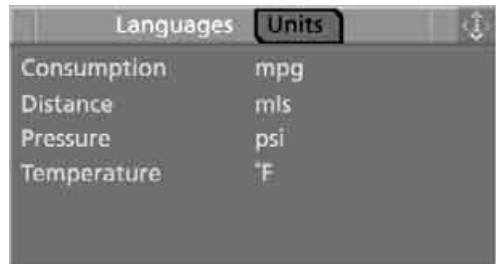 Languages Units
Consumption mpg
Distance mls
Pressure psi
Temperature °F